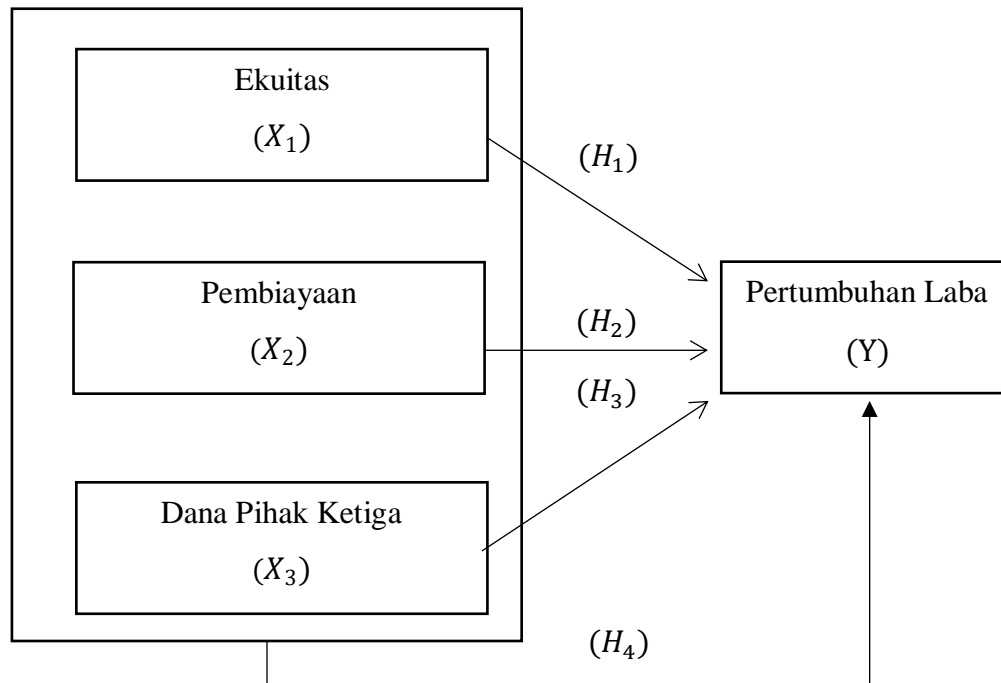 Ekuitas
(X₁)
(H₁)
Pembiayaan
(X₂)
(H₂)
Pertumbuhan Laba
(Y)
(H₃)
Dana Pihak Ketiga
(X₃)
(H₄)